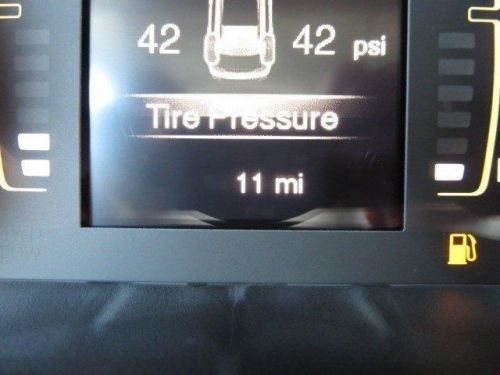 42 42 psi
Tire Pressure
11 mi